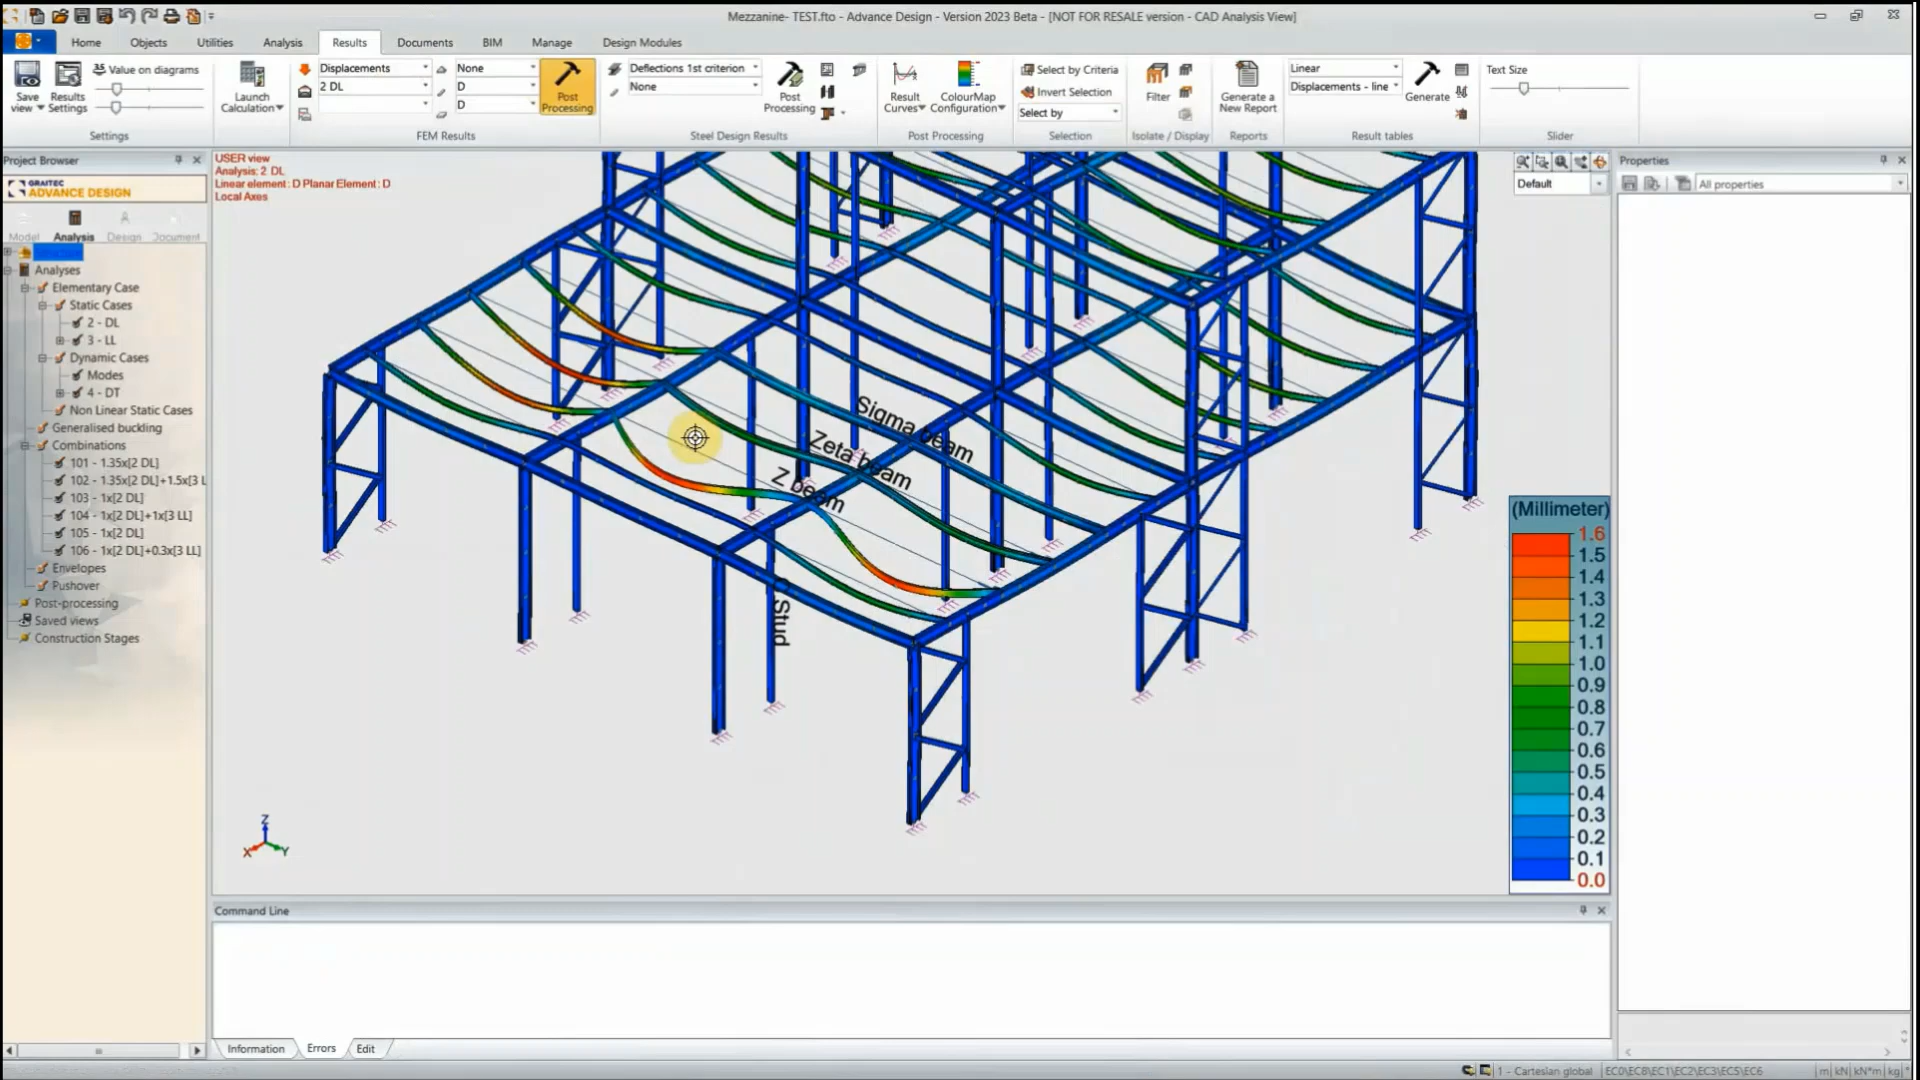 Mezzanine- TEST.fto - Advance Design - Version 2023 Beta - [NOT FOR RESALE version - CAD Analysis View]
Home Objects Utilities Analysis Results Documents BIM Manage Design Modules
Save view
Results Settings
Value on diagrams
Settings
Launch Calculation
Displacements
2 DL
None
D
D
Post Processing
FEM Results
Deflections 1st criterion
None
Post Processing
Steel Design Results
Result Curves
ColourMap Configuration
Post Processing
Select by Criteria
Invert Selection
Select by
Selection
Filter
Isolate / Display
Generate a New Report
Reports
Linear
Displacements - line
Generate
Result tables
Text Size
Slider
Project Browser
GRAITEC
ADVANCE DESIGN
Model Analysis Design Document
Analyses
Elementary Case
Static Cases
2 - DL
3 - LL
Dynamic Cases
Modes
4 - DT
Non Linear Static Cases
Generalised buckling
Combinations
101 - 1.35x[2 DL]
102 - 1.35x[2 DL]+1.5x[3 L
103 - 1x[2 DL]
104 - 1x[2 DL]+1x[3 LL]
105 - 1x[2 DL]
106 - 1x[2 DL]+0.3x[3 LL]
Envelopes
Pushover
Post-processing
Saved views
Construction Stages
USER view
Analysis: 2 DL
Linear element : D Planar Element : D
Local Axes
Sigma beam
Zeta beam
Z beam
Stud
Z
X
Y
Default
(Millimeter)
1.6
1.5
1.4
1.3
1.2
1.1
1.0
0.9
0.8
0.7
0.6
0.5
0.4
0.3
0.2
0.1
0.0
Properties
All properties
Command Line
Information Errors Edit
1 - Cartesian global EC0\EC8\EC1\EC2\EC3\EC5\EC6 m kN kN*m kg